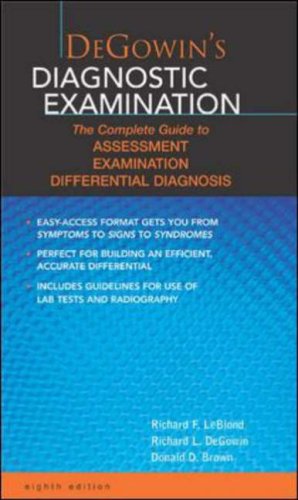 DEGOWIN'S
DIAGNOSTIC
EXAMINATION
The Complete Guide to
ASSESSMENT
EXAMINATION
DIFFERENTIAL DIAGNOSIS
• EASY-ACCESS FORMAT GETS YOU FROM
SYMPTOMS TO SIGNS TO SYNDROMES
• PERFECT FOR BUILDING AN EFFICIENT,
ACCURATE DIFFERENTIAL
• INCLUDES GUIDELINES FOR USE OF
LAB TESTS AND RADIOGRAPHY
Richard F. LeBlond
Richard L. DeGowin
Donald D. Brown
eighth edition